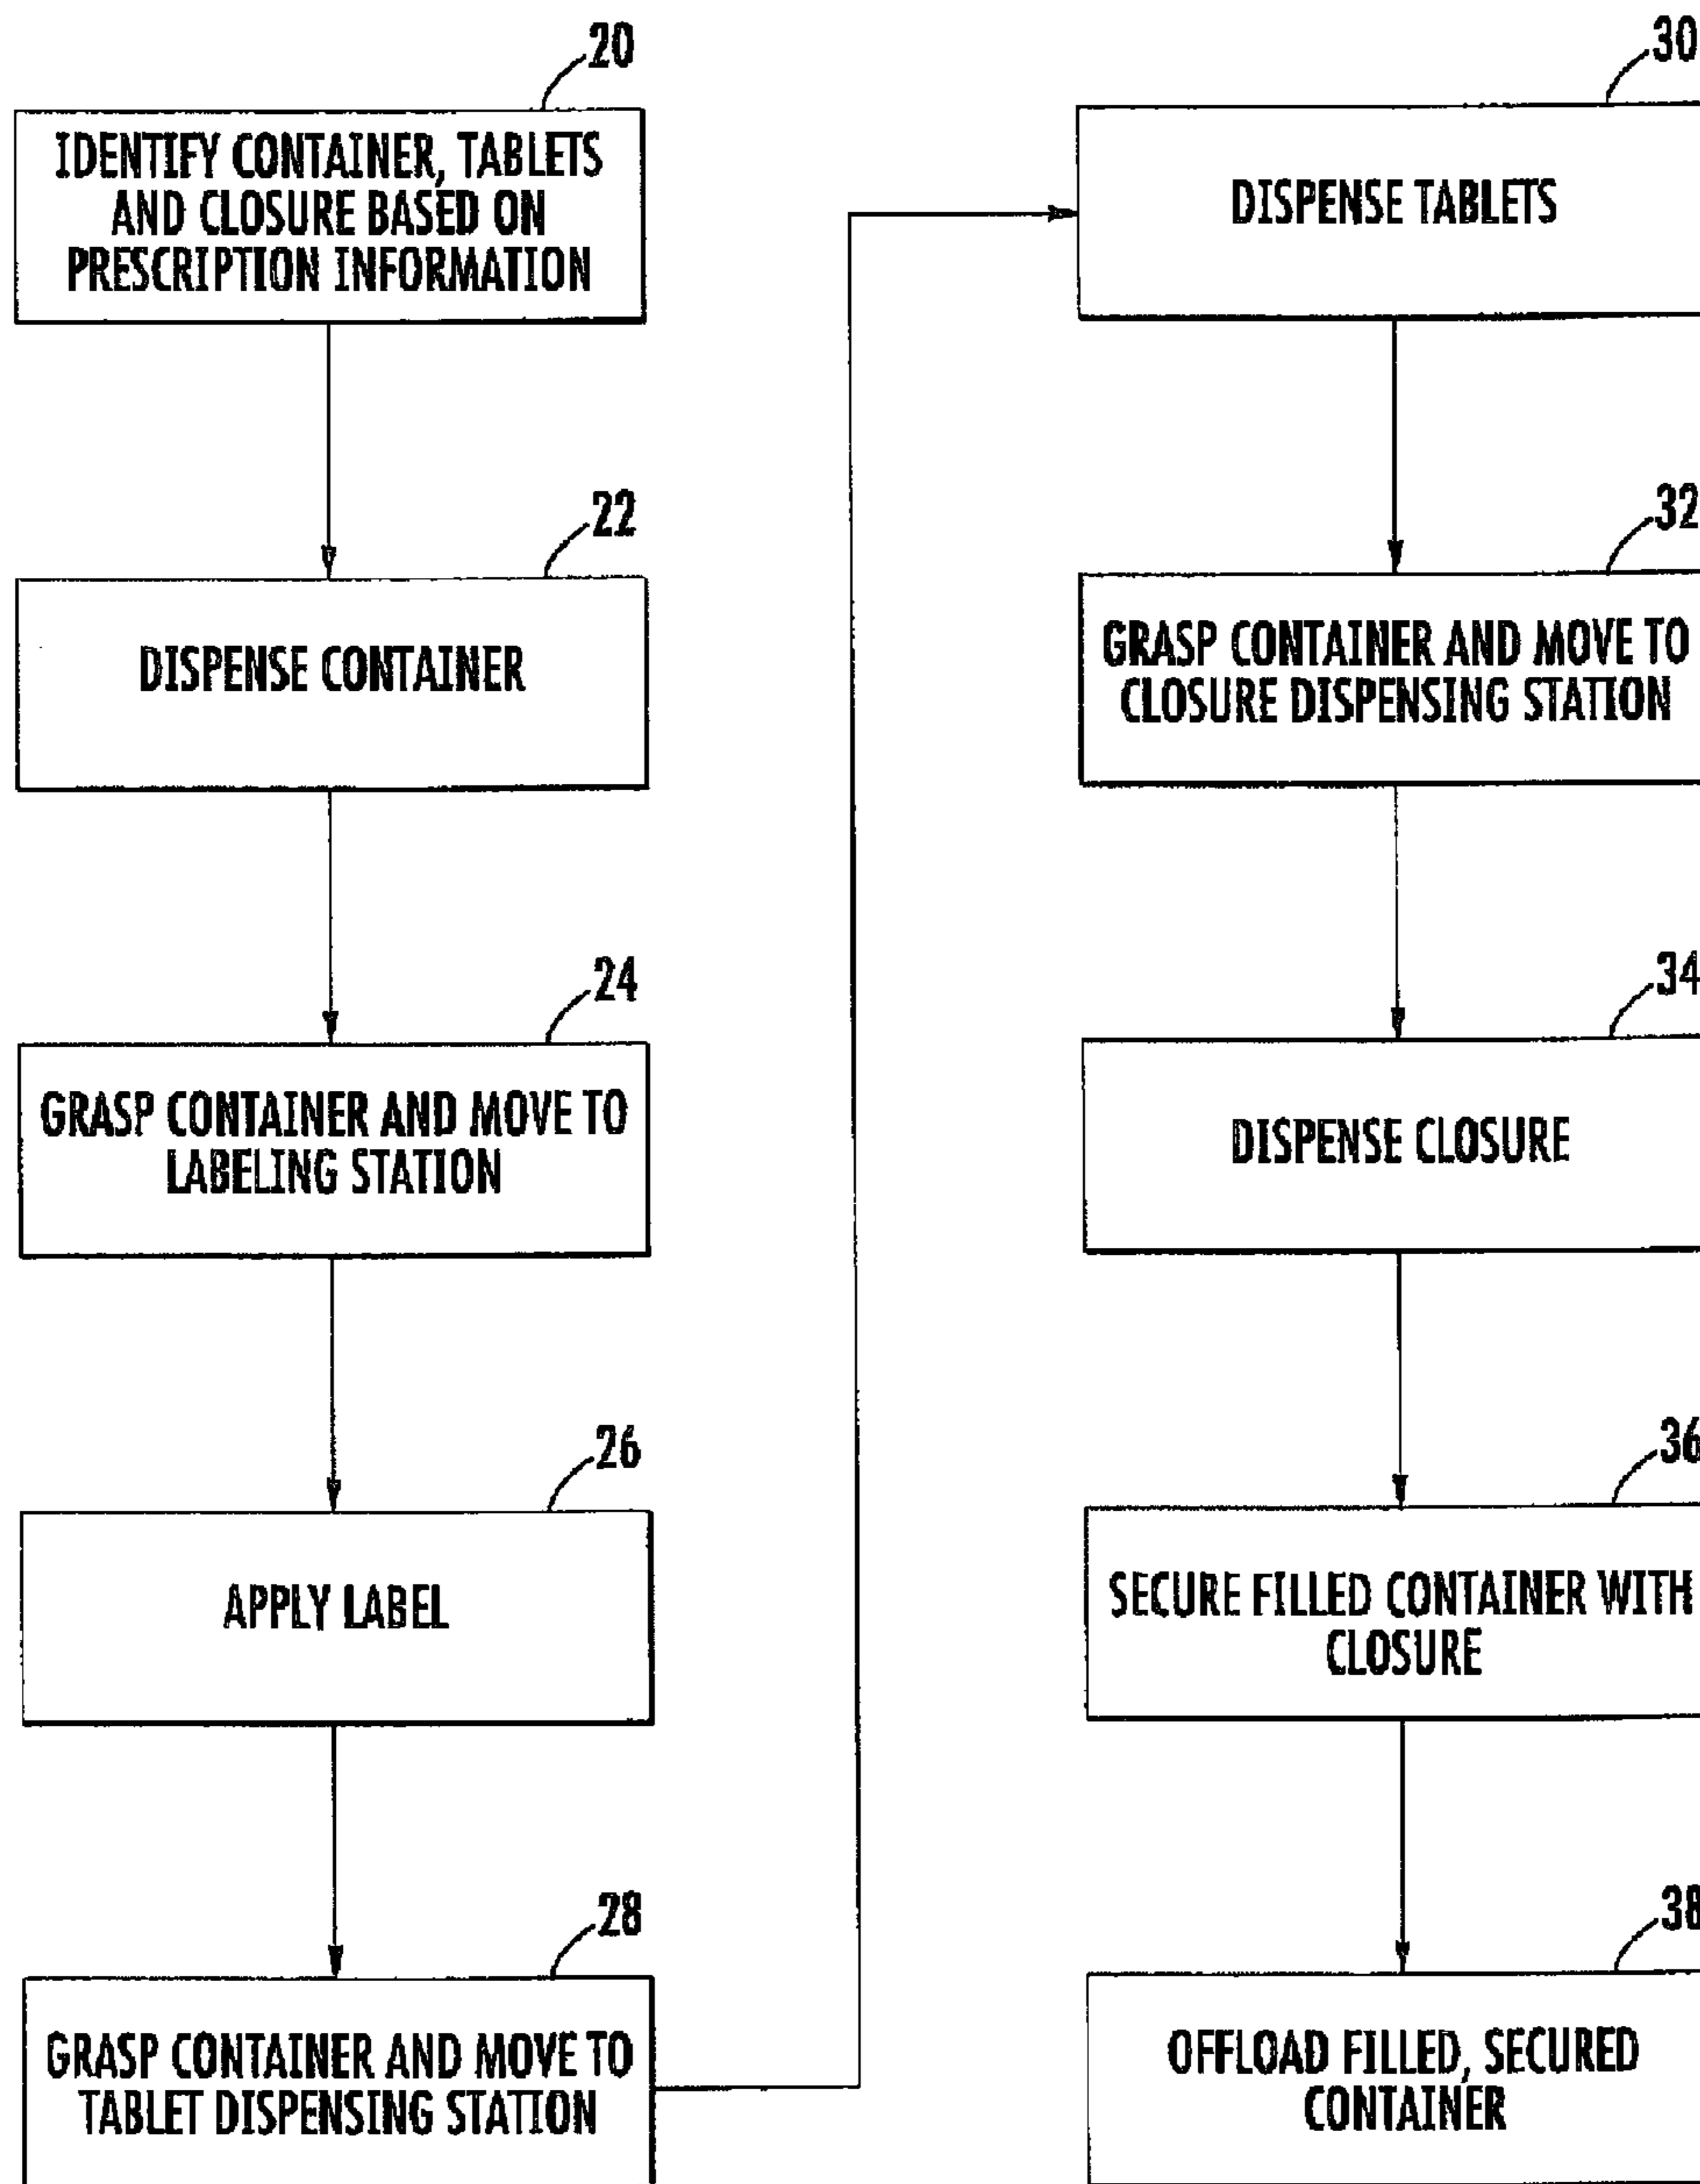 20
IDENTIFY CONTAINER, TABLETS
AND CLOSURE BASED ON
PRESCRIPTION INFORMATION
22
DISPENSE CONTAINER
24
GRASP CONTAINER AND MOVE TO
LABELING STATION
26
APPLY LABEL
28
GRASP CONTAINER AND MOVE TO
TABLET DISPENSING STATION
30
DISPENSE TABLETS
32
GRASP CONTAINER AND MOVE TO
CLOSURE DISPENSING STATION
34
DISPENSE CLOSURE
36
SECURE FILLED CONTAINER WITH
CLOSURE
38
OFFLOAD FILLED, SECURED
CONTAINER